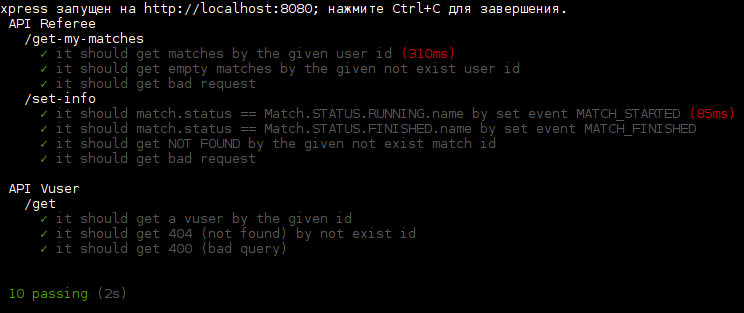 xpress запущен на http://localhost:8080; нажмите Ctrl+C для завершения.
API Referee
/get-my-matches
✓ it should get matches by the given user id (310ms)
✓ it should get empty matches by the given not exist user id
✓ it should get bad request
/set-info
✓ it should match.status == Match.STATUS.RUNNING.name by set event MATCH_STARTED (85ms)
✓ it should match.status == Match.STATUS.FINISHED.name by set event MATCH_FINISHED
✓ it should get NOT FOUND by the given not exist match id
✓ it should get bad request
API Vuser
/get
✓ it should get a vuser by the given id
✓ it should get 404 (not found) by not exist id
✓ it should get 400 (bad query)
10 passing (2s)